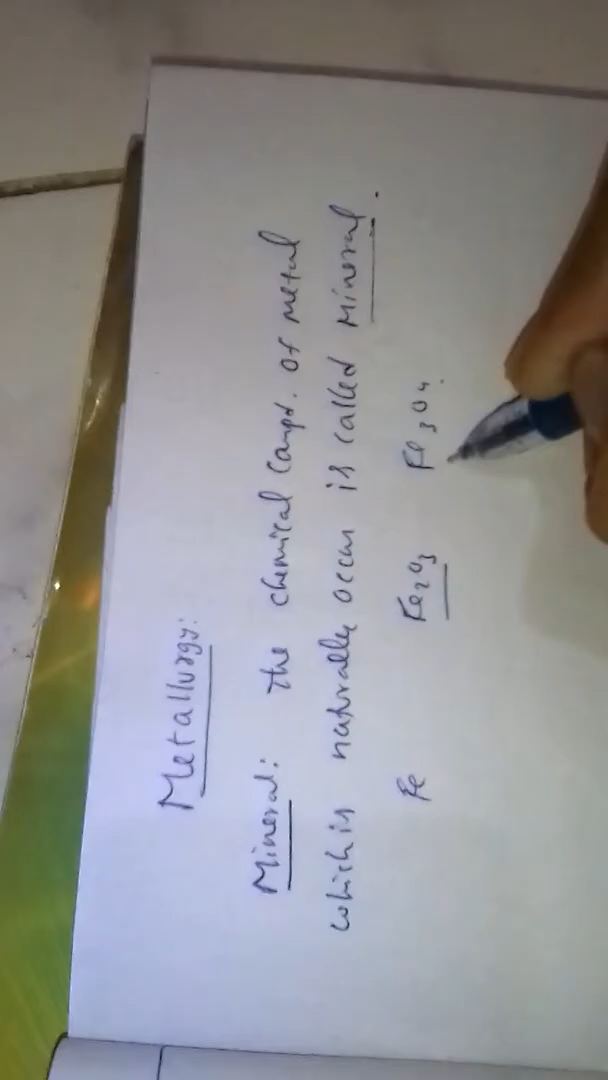 Metallurgy:
Mineral: the chemical compd. of metal
which is naturally occur is called Mineral.
Fe Fe2O3 Fe3O4.